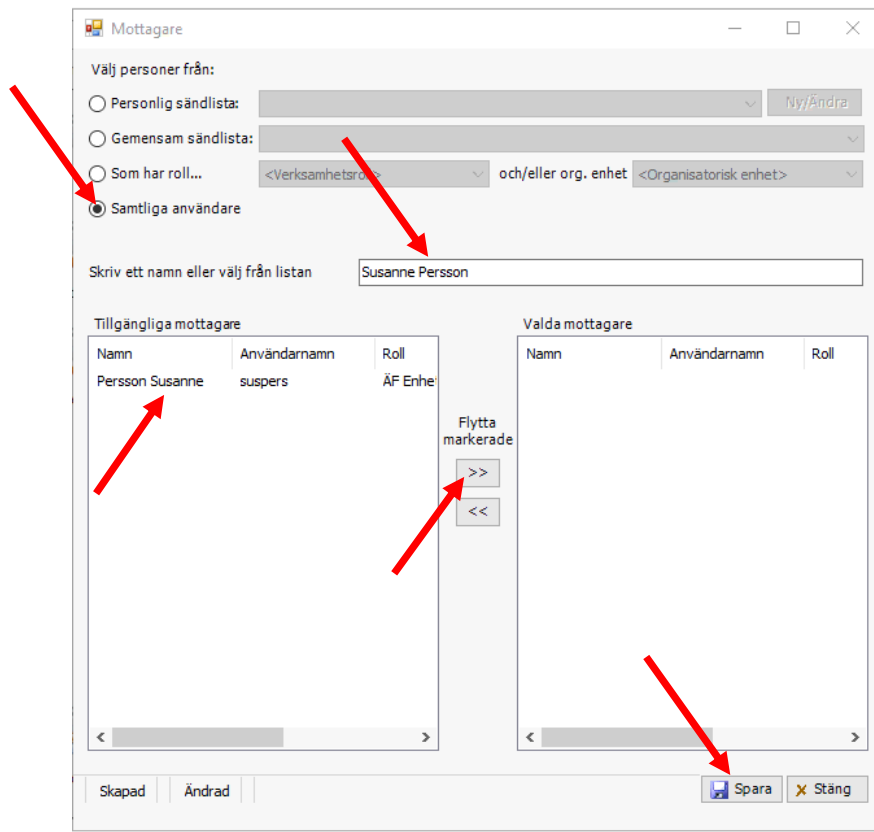 Mottagare
Välj personer från:
Personlig sändlista: Ny/Ändra
Gemensam sändlista:
Som har roll... <Verksamhetsroll> och/eller org. enhet <Organisatorisk enhet>
Samtliga användare
Skriv ett namn eller välj från listan Susanne Persson
Tillgängliga mottagare Valda mottagare
Namn Användarnamn Roll Namn Användarnamn Roll
Persson Susanne suspers ÄF Enhe
Flytta
markerade
>>
<<
Skapad Ändrad Spara Stäng